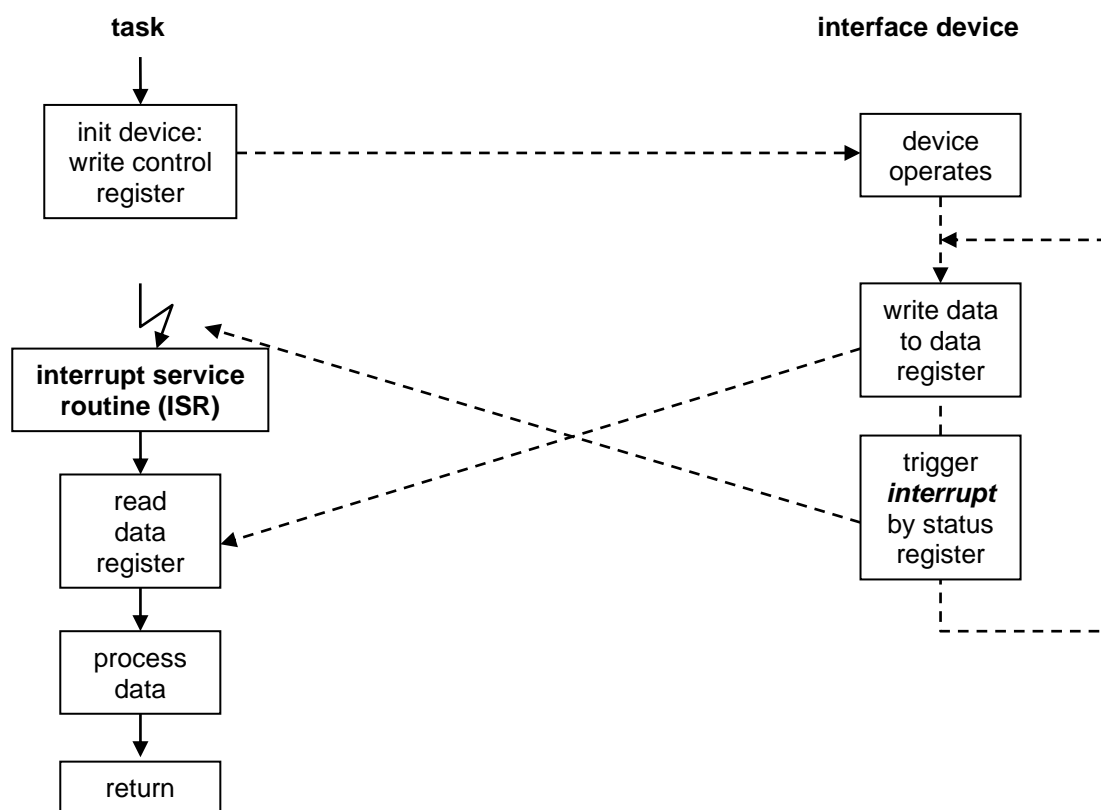 task
interface device
init device:
write control
register
device
operates
write data
to data
register
interrupt service
routine (ISR)
trigger
interrupt
by status
register
read
data
register
process
data
return